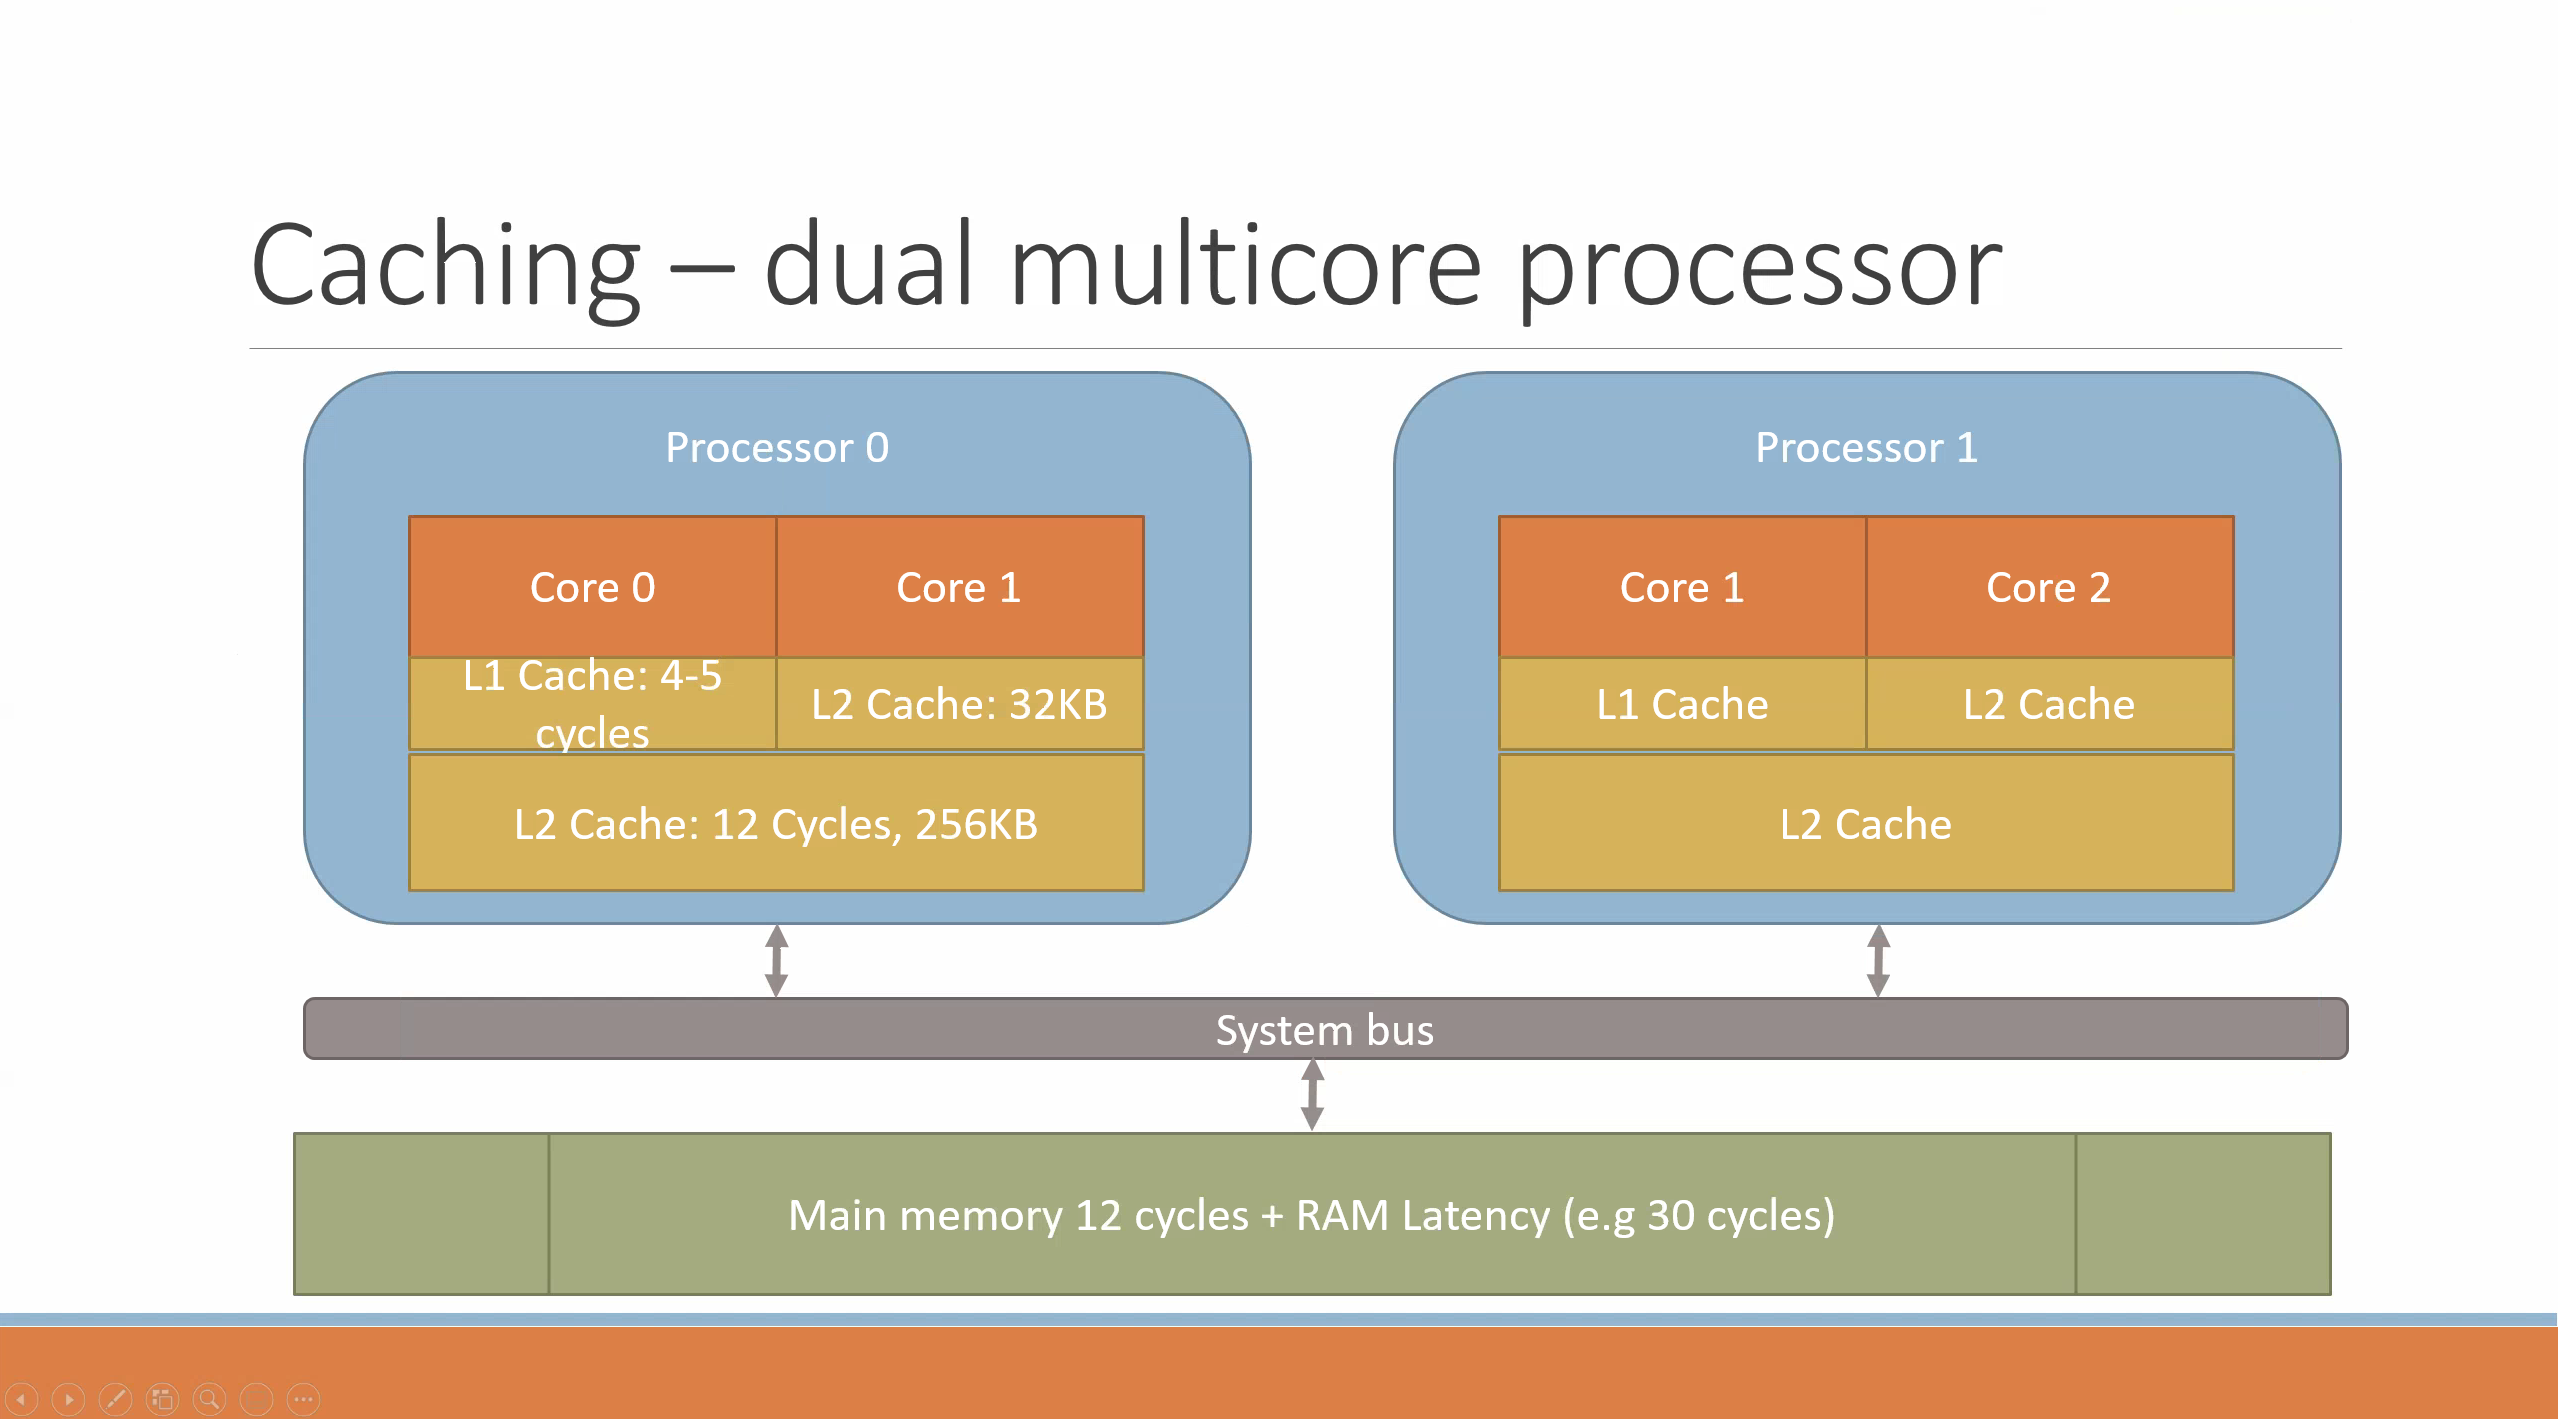 Caching – dual multicore processor
Processor 0
Core 0
Core 1
L1 Cache: 4-5
cycles
L2 Cache: 32KB
L2 Cache: 12 Cycles, 256KB
Processor 1
Core 1
Core 2
L1 Cache
L2 Cache
L2 Cache
System bus
Main memory 12 cycles + RAM Latency (e.g 30 cycles)